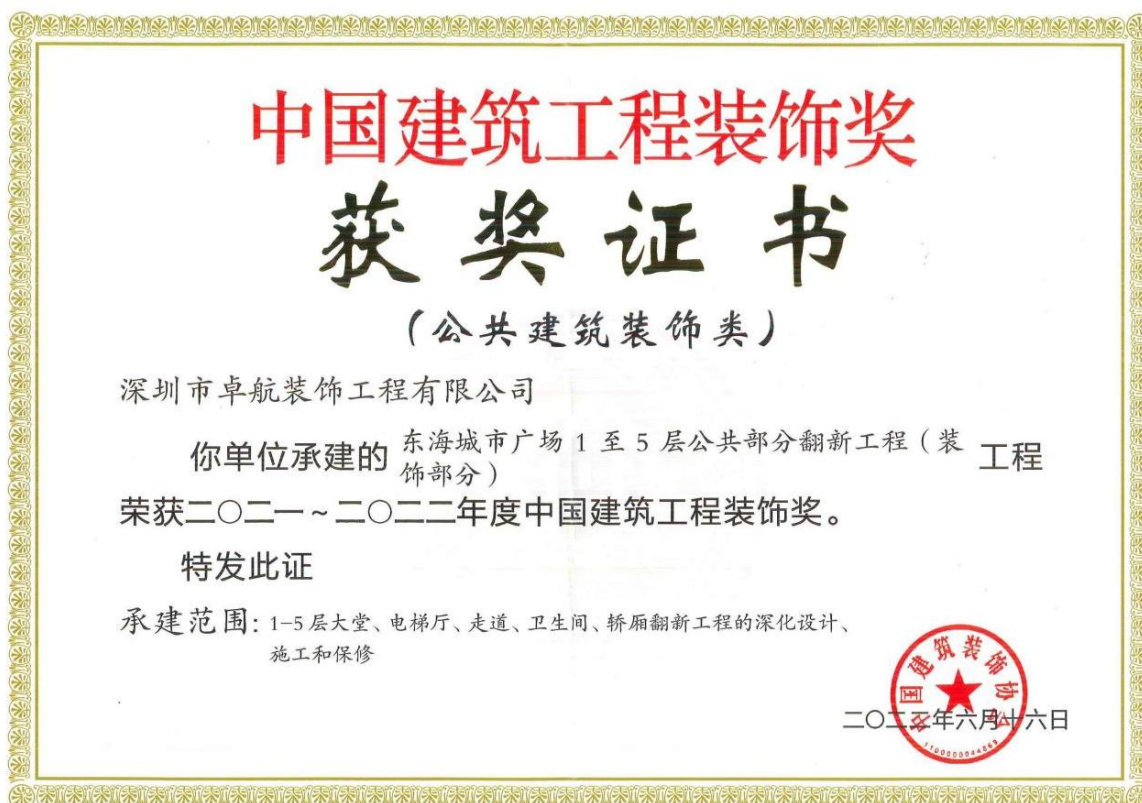 中国建筑工程装饰奖
获奖证书
（公共建筑装饰类）
深圳市卓航装饰工程有限公司
你单位承建的 东海城市广场 1 至 5 层公共部分翻新工程（装饰部分） 工程
荣获二〇二一～二〇二二年度中国建筑工程装饰奖。
特发此证
承建范围：1-5层大堂、电梯厅、走道、卫生间、轿厢翻新工程的深化设计、
施工和保修
中国建筑装饰协会
二〇二二年六月十六日